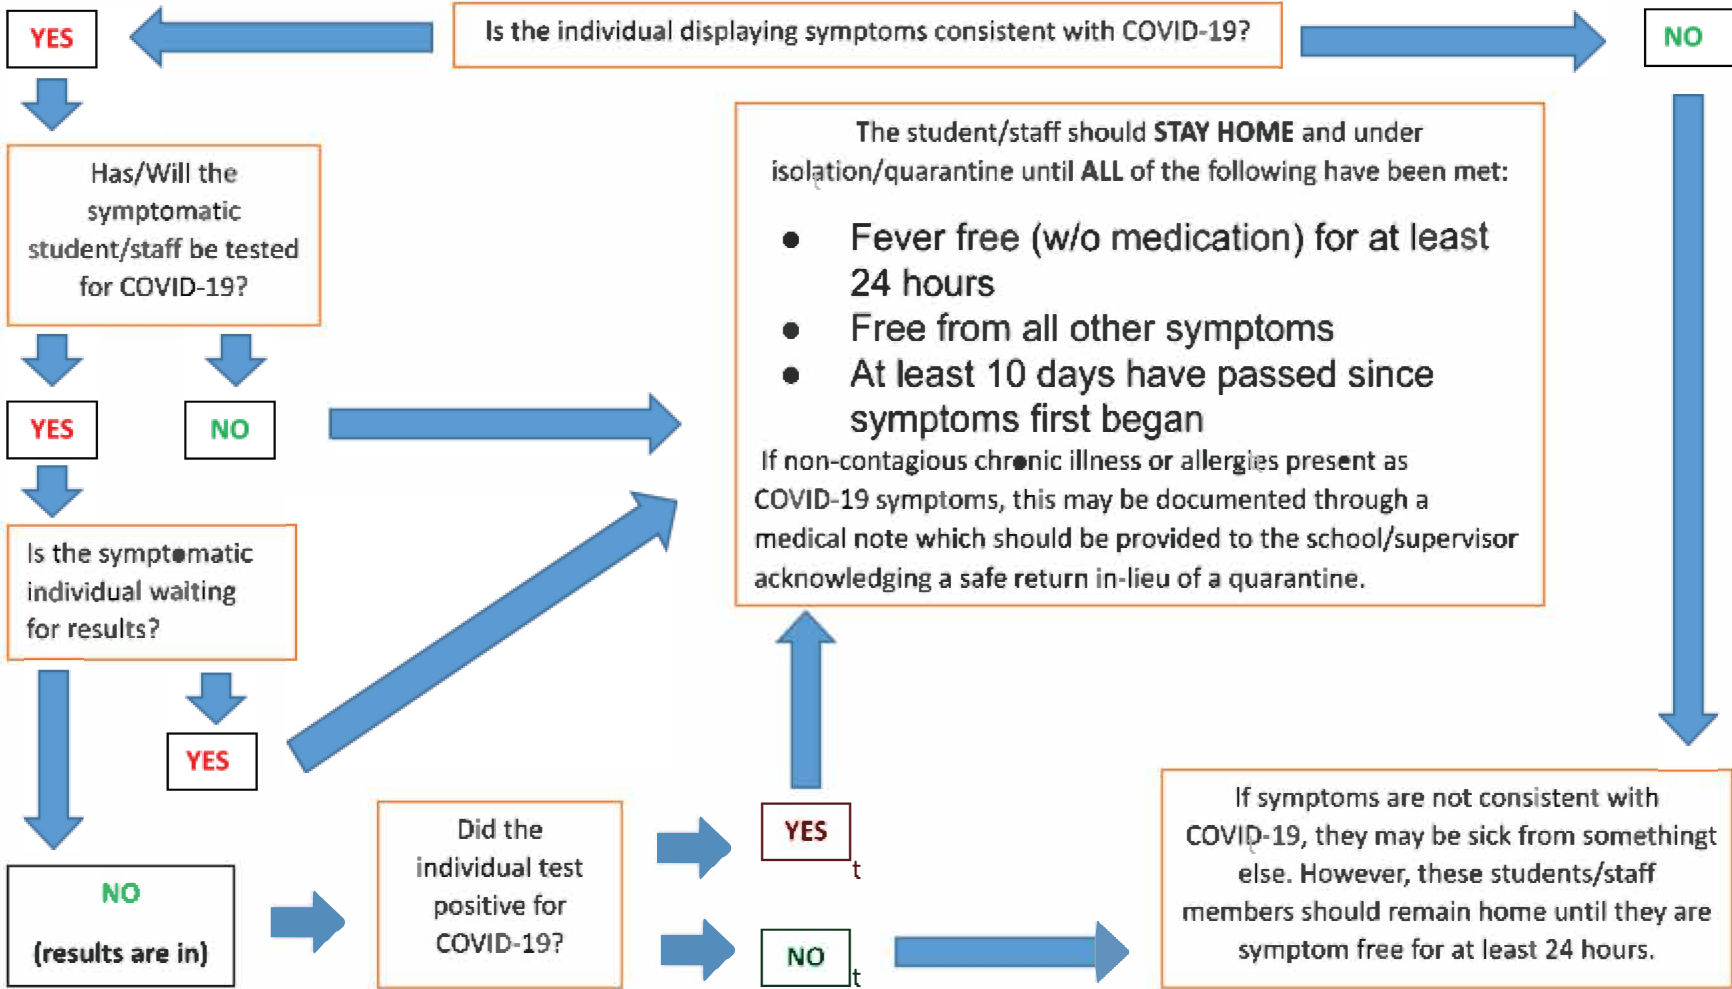 YES
Is the individual displaying symptoms consistent with COVID-19?
NO
Has/Will the
symptomatic
student/staff be tested
for COVID-19?
YES
NO
The student/staff should STAY HOME and under
isolation/quarantine until ALL of the following have been met:
● Fever free (w/o medication) for at least
24 hours
● Free from all other symptoms
● At least 10 days have passed since
symptoms first began
If non-contagious chronic illness or allergies present as
COVID-19 symptoms, this may be documented through a
medical note which should be provided to the school/supervisor
acknowledging a safe return in-lieu of a quarantine.
Is the symptomatic
individual waiting
for results?
YES
NO
(results are in)
Did the
individual test
positive for
COVID-19?
YES
t
NO
t
If symptoms are not consistent with
COVID-19, they may be sick from somethingt
else. However, these students/staff
members should remain home until they are
symptom free for at least 24 hours.